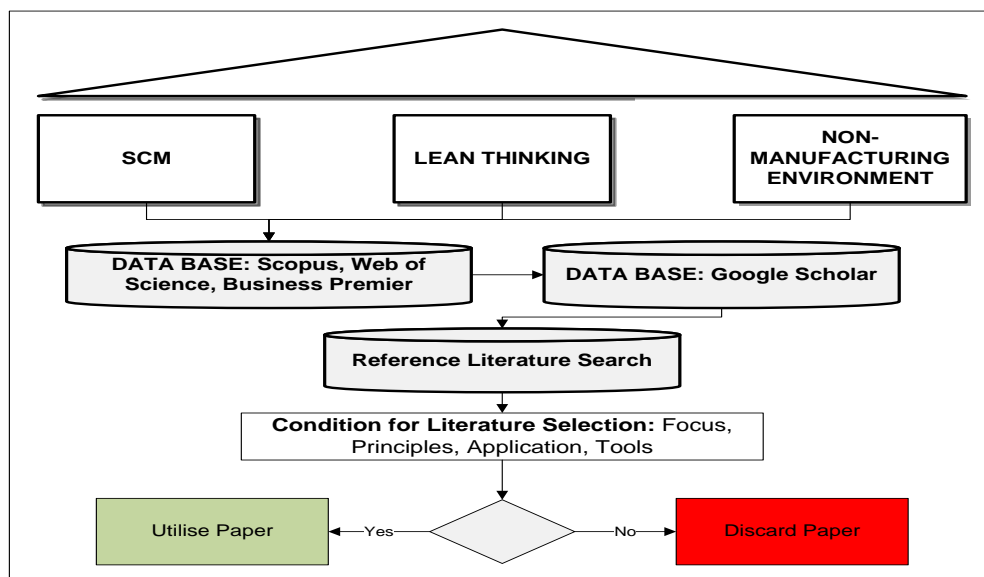 SCM
LEAN THINKING
NON-
MANUFACTURING
ENVIRONMENT
DATA BASE: Scopus, Web of
Science, Business Premier
DATA BASE: Google Scholar
Reference Literature Search
Condition for Literature Selection: Focus,
Principles, Application, Tools
Utilise Paper
Yes
No
Discard Paper